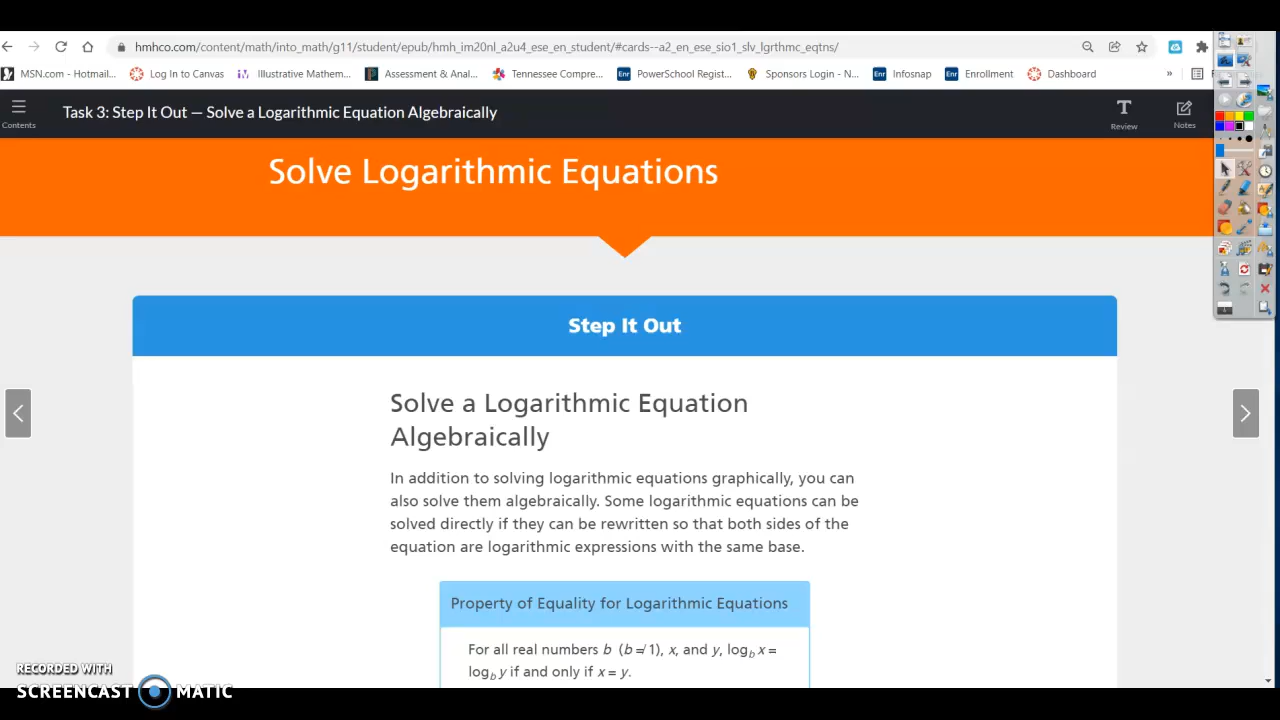 hmhco.com/content/math/into_math/g11/student/epub/hmh_im20nl_a2u4_ese_en_student/#cards--a2_en_ese_sio1_slv_lgrthmc_eqtns/
MSN.com - Hotmail... Log In to Canvas Illustrative Mathem... Assessment & Anal... Tennessee Compre... Enr PowerSchool Regist... Sponsors Login - N... Enr Infosnap Enr Enrollment Dashboard »
Contents
Task 3: Step It Out — Solve a Logarithmic Equation Algebraically
T
Review
Notes
Solve Logarithmic Equations
Step It Out
Solve a Logarithmic Equation
Algebraically
In addition to solving logarithmic equations graphically, you can
also solve them algebraically. Some logarithmic equations can be
solved directly if they can be rewritten so that both sides of the
equation are logarithmic expressions with the same base.
Property of Equality for Logarithmic Equations
For all real numbers b (b ≠ 1), x, and y, log_b x =
log_b y if and only if x = y.
RECORDED WITH
SCREENCAST MATIC